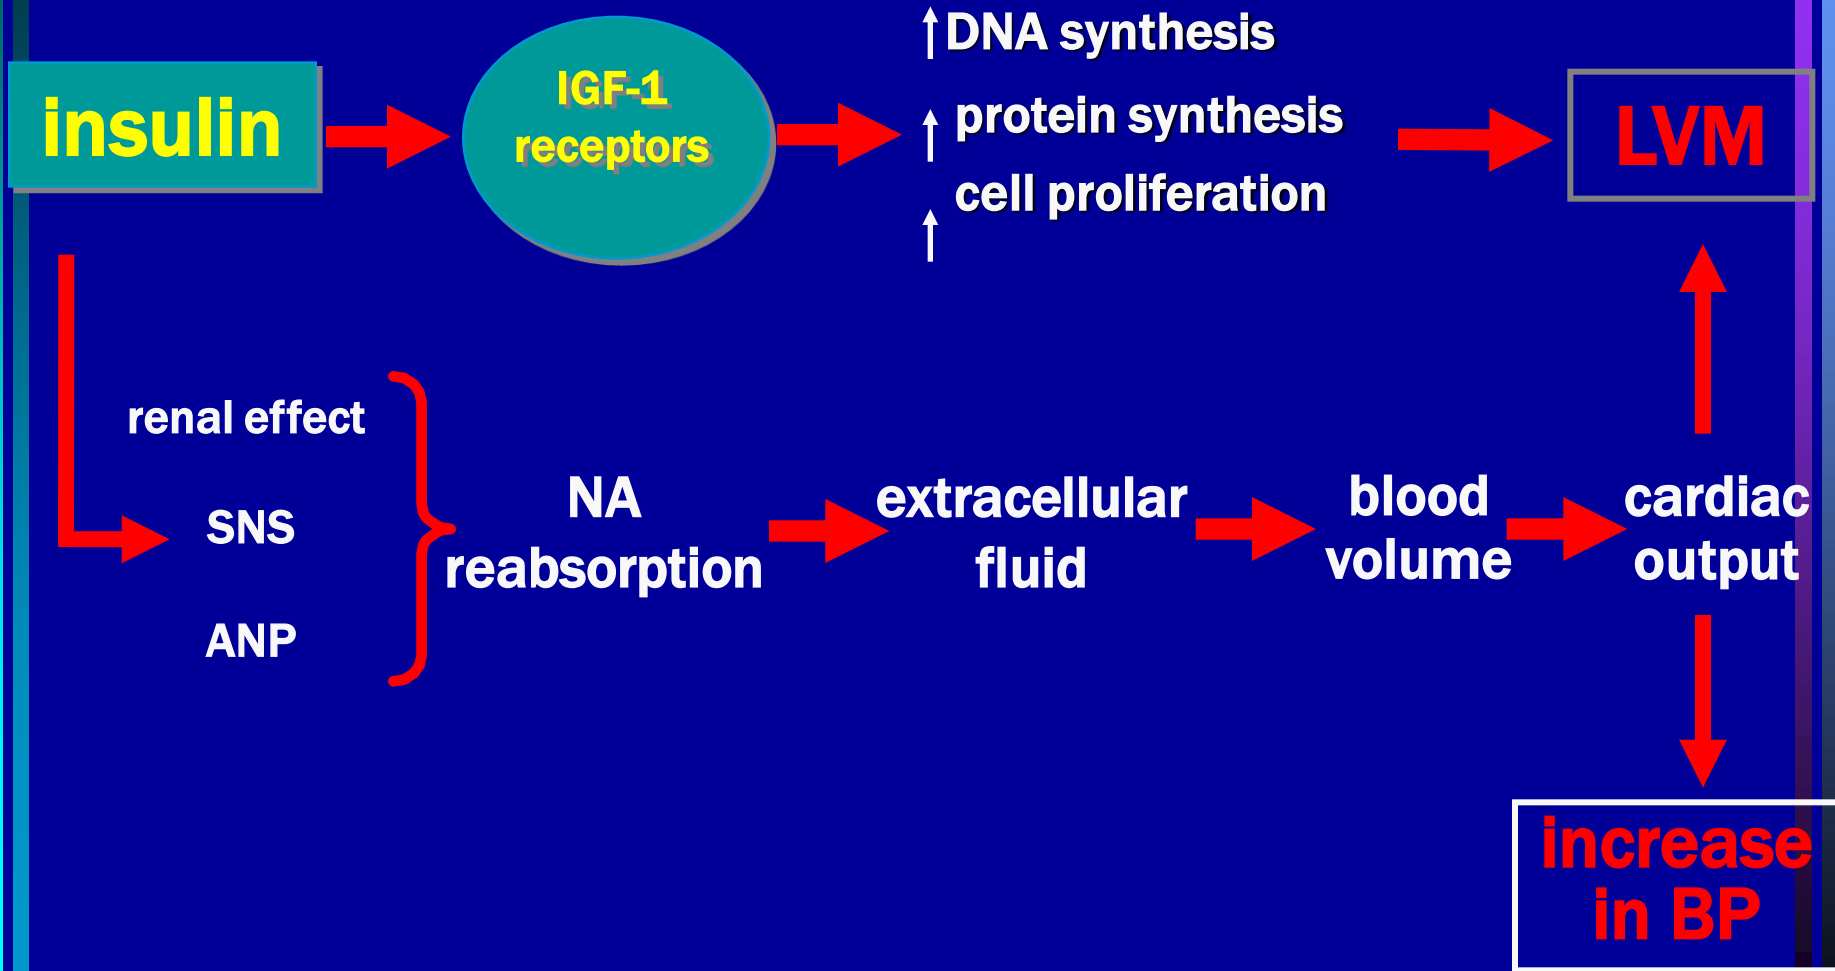 insulin
IGF-1
receptors
↑DNA synthesis
↑ protein synthesis
↑ cell proliferation
LVM
renal effect
SNS
ANP
NA
reabsorption
extracellular
fluid
blood
volume
cardiac
output
increase
in BP